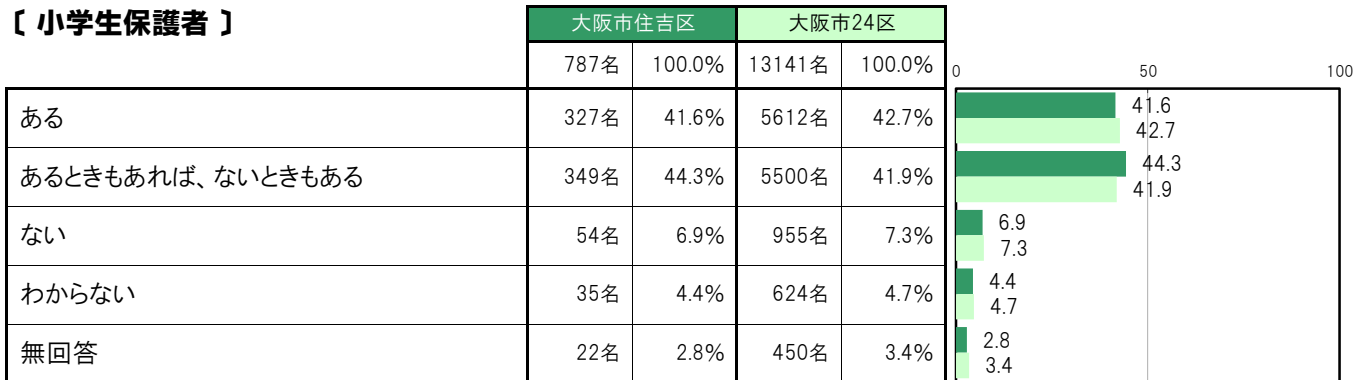 〔 小学生保護者 〕
大阪市住吉区 大阪市24区
787名 100.0% 13141名 100.0%
0 50 100
ある 327名 41.6% 5612名 42.7%
41.6
42.7
あるときもあれば、ないときもある 349名 44.3% 5500名 41.9%
44.3
41.9
ない 54名 6.9% 955名 7.3%
6.9
7.3
わからない 35名 4.4% 624名 4.7%
4.4
4.7
無回答 22名 2.8% 450名 3.4%
2.8
3.4